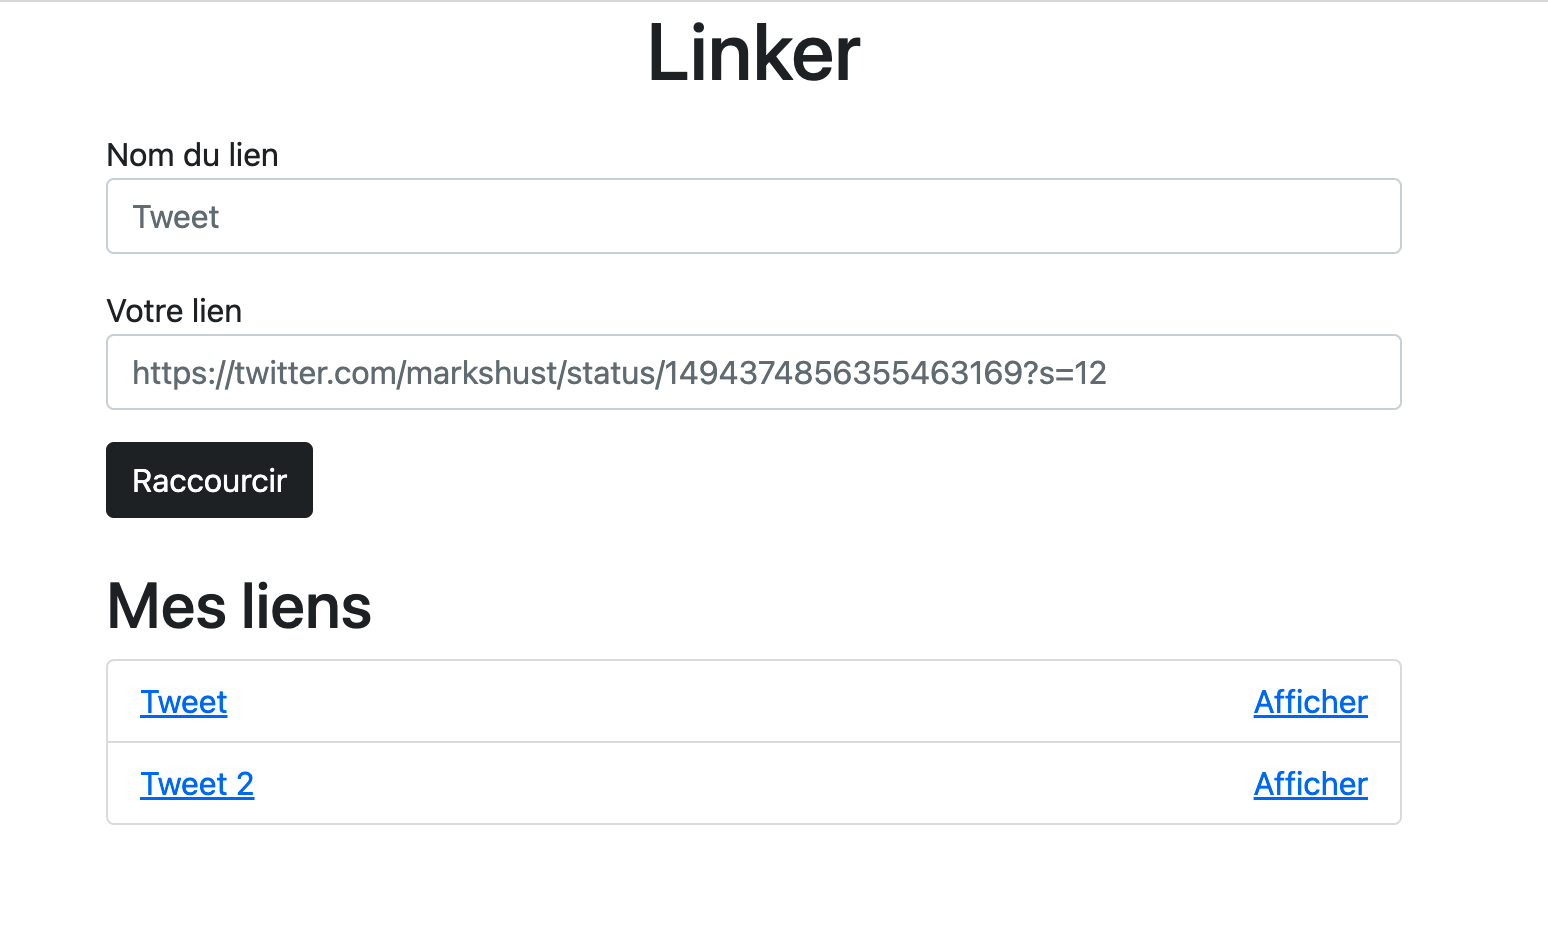 Linker
Nom du lien
Tweet
Votre lien
https://twitter.com/markshust/status/1494374856355463169?s=12
Raccourcir
Mes liens
Tweet Afficher
Tweet 2 Afficher